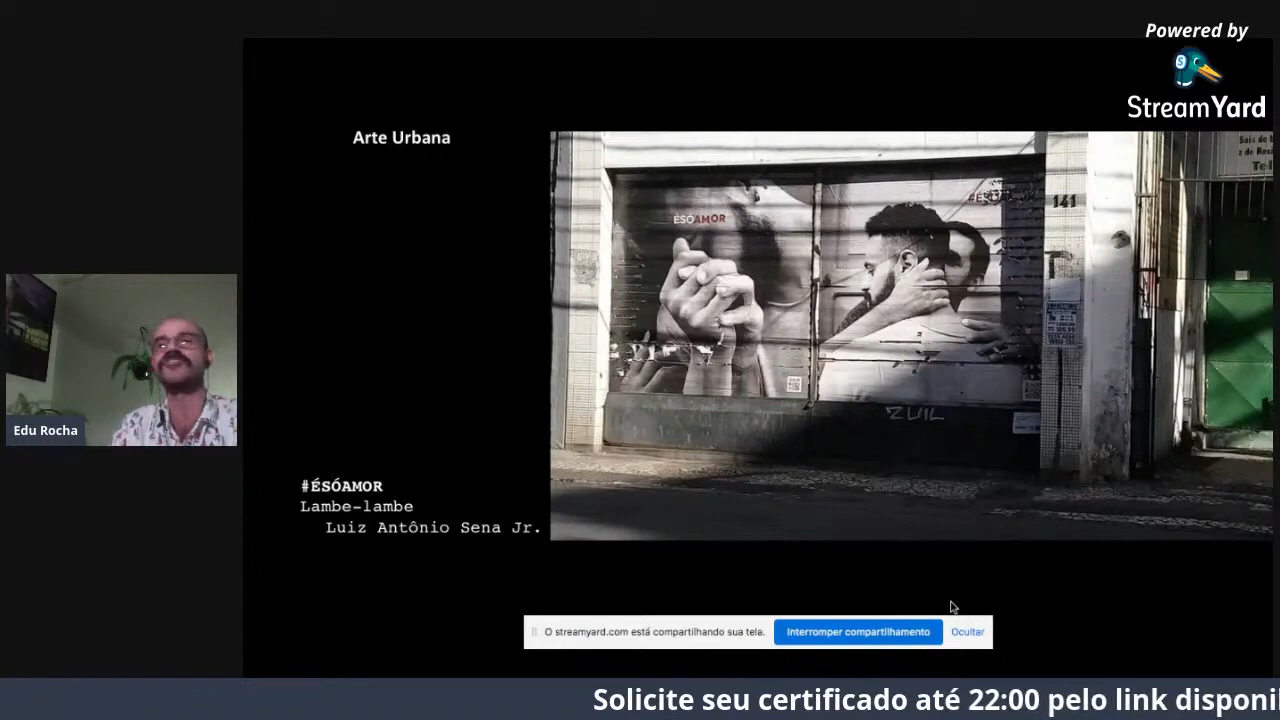 Powered by
StreamYard
Arte Urbana
ÉSÓAMOR
141
ZUIL
Edu Rocha
#ÉSÓAMOR
Lambe-lambe
Luiz Antônio Sena Jr.
O streamyard.com está compartilhando sua tela.
Interromper compartilhamento
Ocultar
Solicite seu certificado até 22:00 pelo link disponi